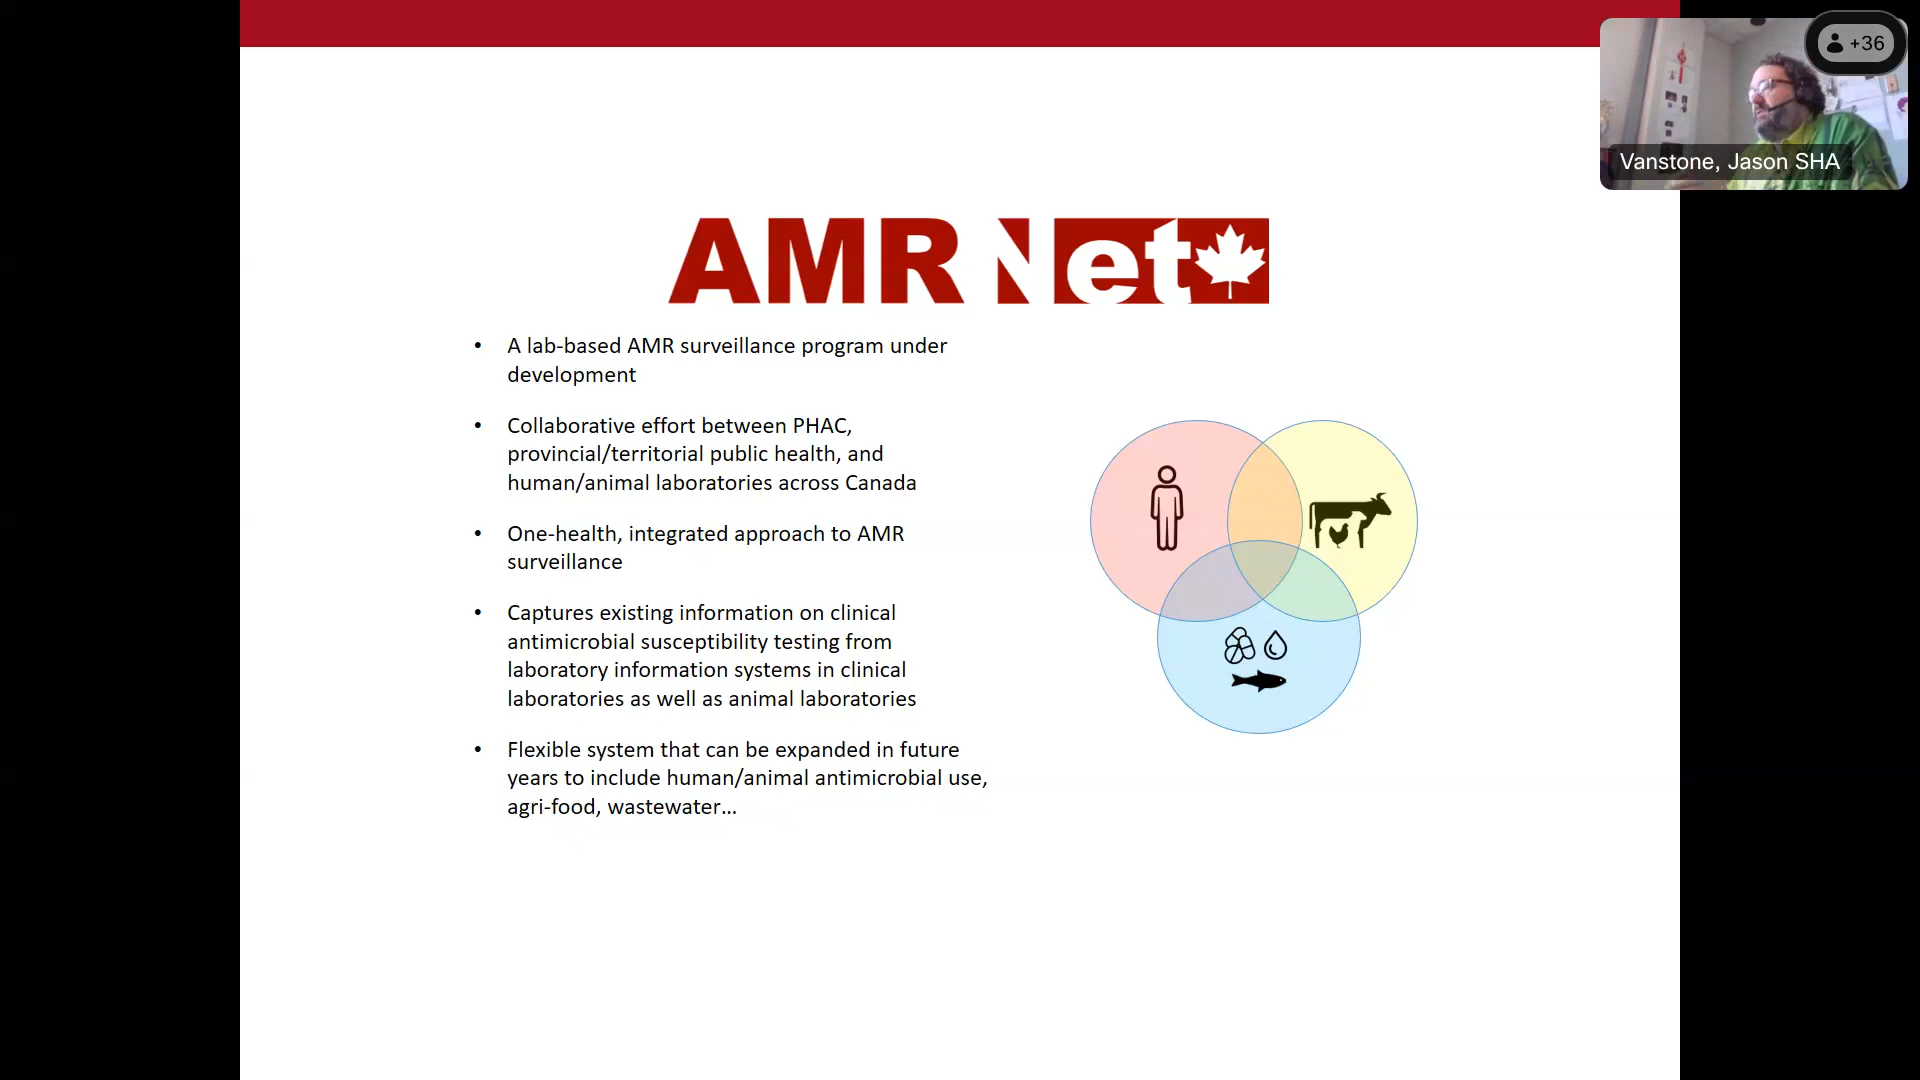 +36
Vanstone, Jason SHA
AMR Net
• A lab-based AMR surveillance program under
development
• Collaborative effort between PHAC,
provincial/territorial public health, and
human/animal laboratories across Canada
• One-health, integrated approach to AMR
surveillance
• Captures existing information on clinical
antimicrobial susceptibility testing from
laboratory information systems in clinical
laboratories as well as animal laboratories
• Flexible system that can be expanded in future
years to include human/animal antimicrobial use,
agri-food, wastewater...